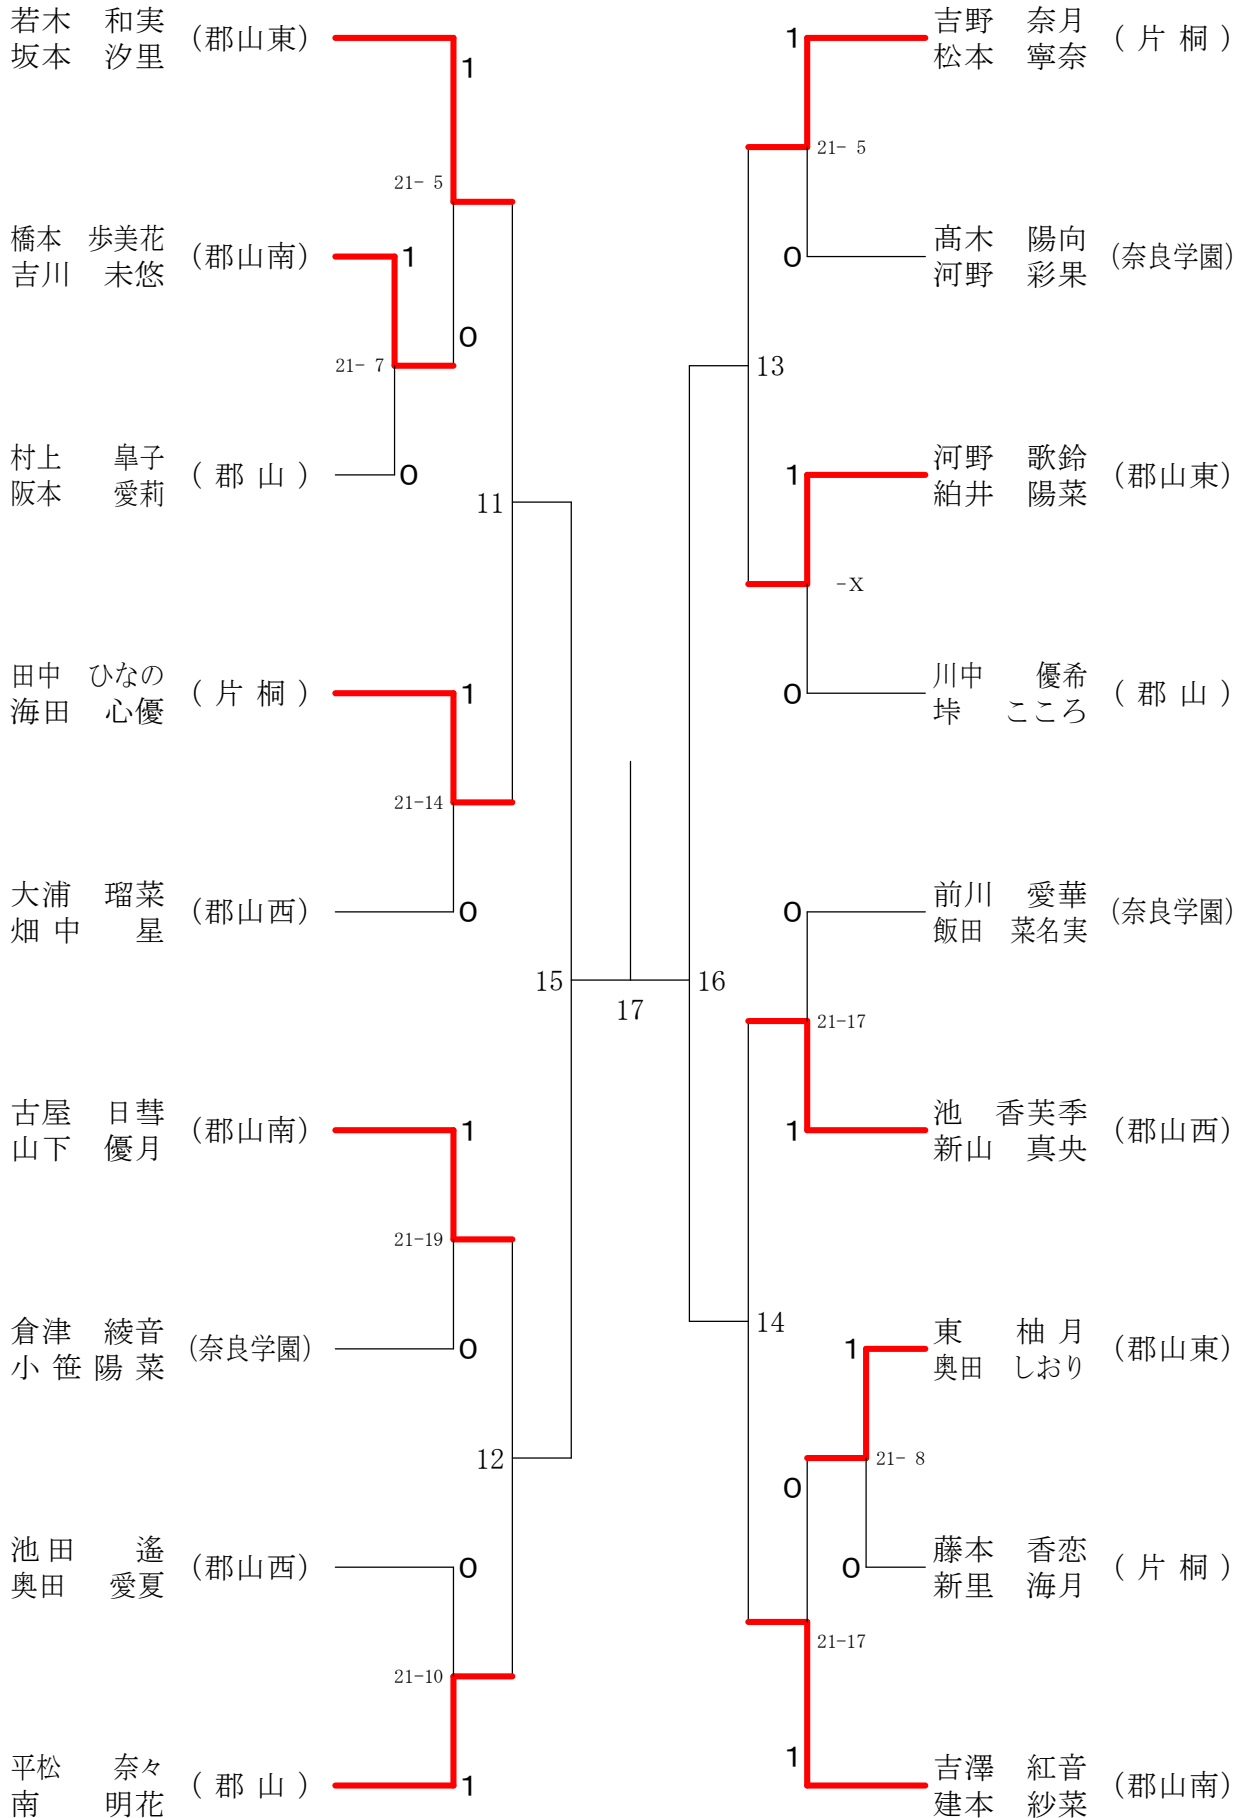 若木　和実
坂本　汐里
(郡山東)
1
21- 5
橋本　歩美花
吉川　未悠
(郡山南)
1
0
21- 7
村上　皐子
阪本　愛莉
(郡山)
0
11
田中　ひなの
海田　心優
(片桐)
1
21-14
大浦　瑠菜
畑中　星
(郡山西)
0
15
17
古屋　日彗
山下　優月
(郡山南)
1
21-19
倉津　綾音
小笹　陽菜
(奈良学園)
0
12
池田　遙
奥田　愛夏
(郡山西)
0
21-10
平松　奈々
南　明花
(郡山)
1
1
吉野　奈月
松本　寧奈
(片桐)
21- 5
0
髙木　陽向
河野　彩果
(奈良学園)
13
1
河野　歌鈴
絈井　陽菜
(郡山東)
-X
0
川中　優希
垰　こころ
(郡山)
0
前川　愛華
飯田　菜名実
(奈良学園)
16
21-17
1
池　香芙季
新山　真央
(郡山西)
14
1
東　柚月
奥田　しおり
(郡山東)
21- 8
0
0
藤本　香恋
新里　海月
(片桐)
21-17
1
吉澤　紅音
建本　紗菜
(郡山南)